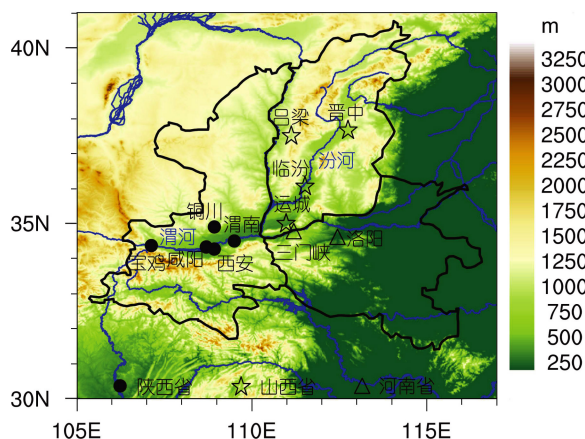 m
40N
3250
3000
2750
2500
2250
2000
1750
1500
1250
1000
750
500
250
吕梁
晋中
汾河
临汾
运城
铜川
35N
渭河
渭南
三门峡
洛阳
宝鸡
咸阳
西安
陕西省
山西省
河南省
30N
105E
110E
115E